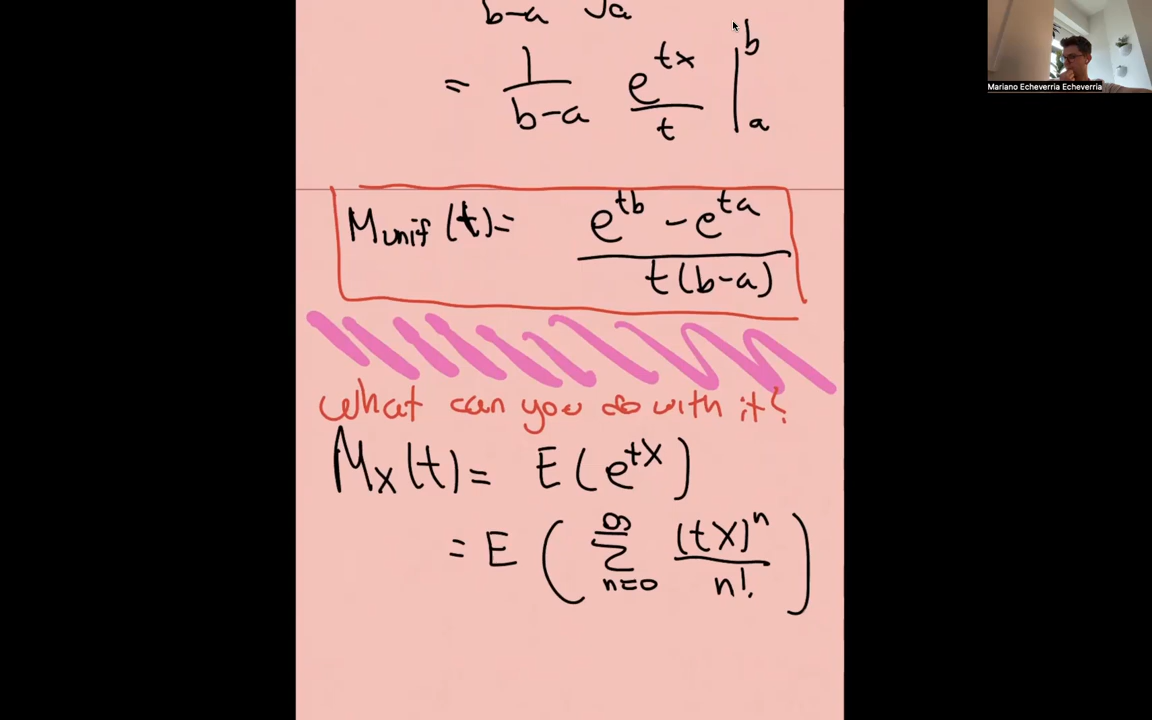 b-a ∫a
= 1/(b-a) e^(tx)/t |_a^b
M_unif(t) = (e^(tb) - e^(ta))/(t(b-a))
What can you do with it?
M_X(t) = E(e^(tX))
= E(∑_(n=0)^∞ (tX)^n/n!)
Mariano Echeverria Echeverria